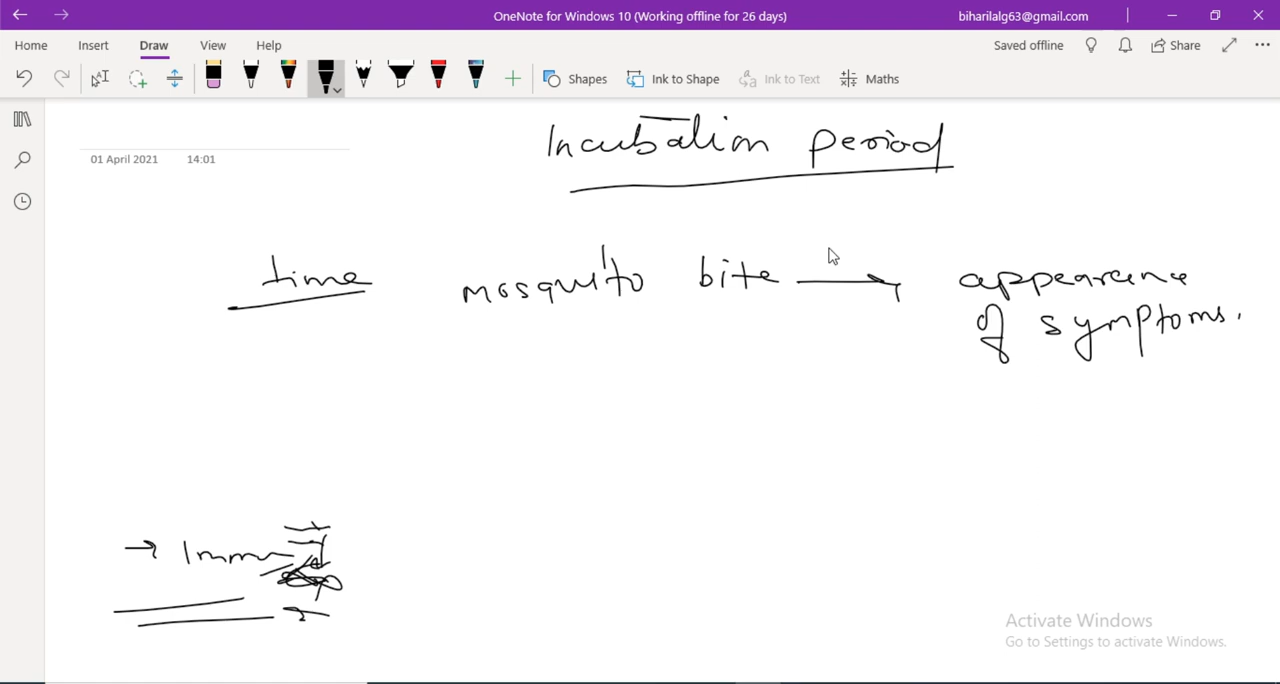 OneNote for Windows 10 (Working offline for 26 days)
biharilalg63@gmail.com
Home Insert Draw View Help
Saved offline Share
Shapes Ink to Shape Ink to Text Maths
Incubation period
01 April 2021 14:01
time mosquito bite → appearance
of symptoms.
→ Imm
Activate Windows
Go to Settings to activate Windows.